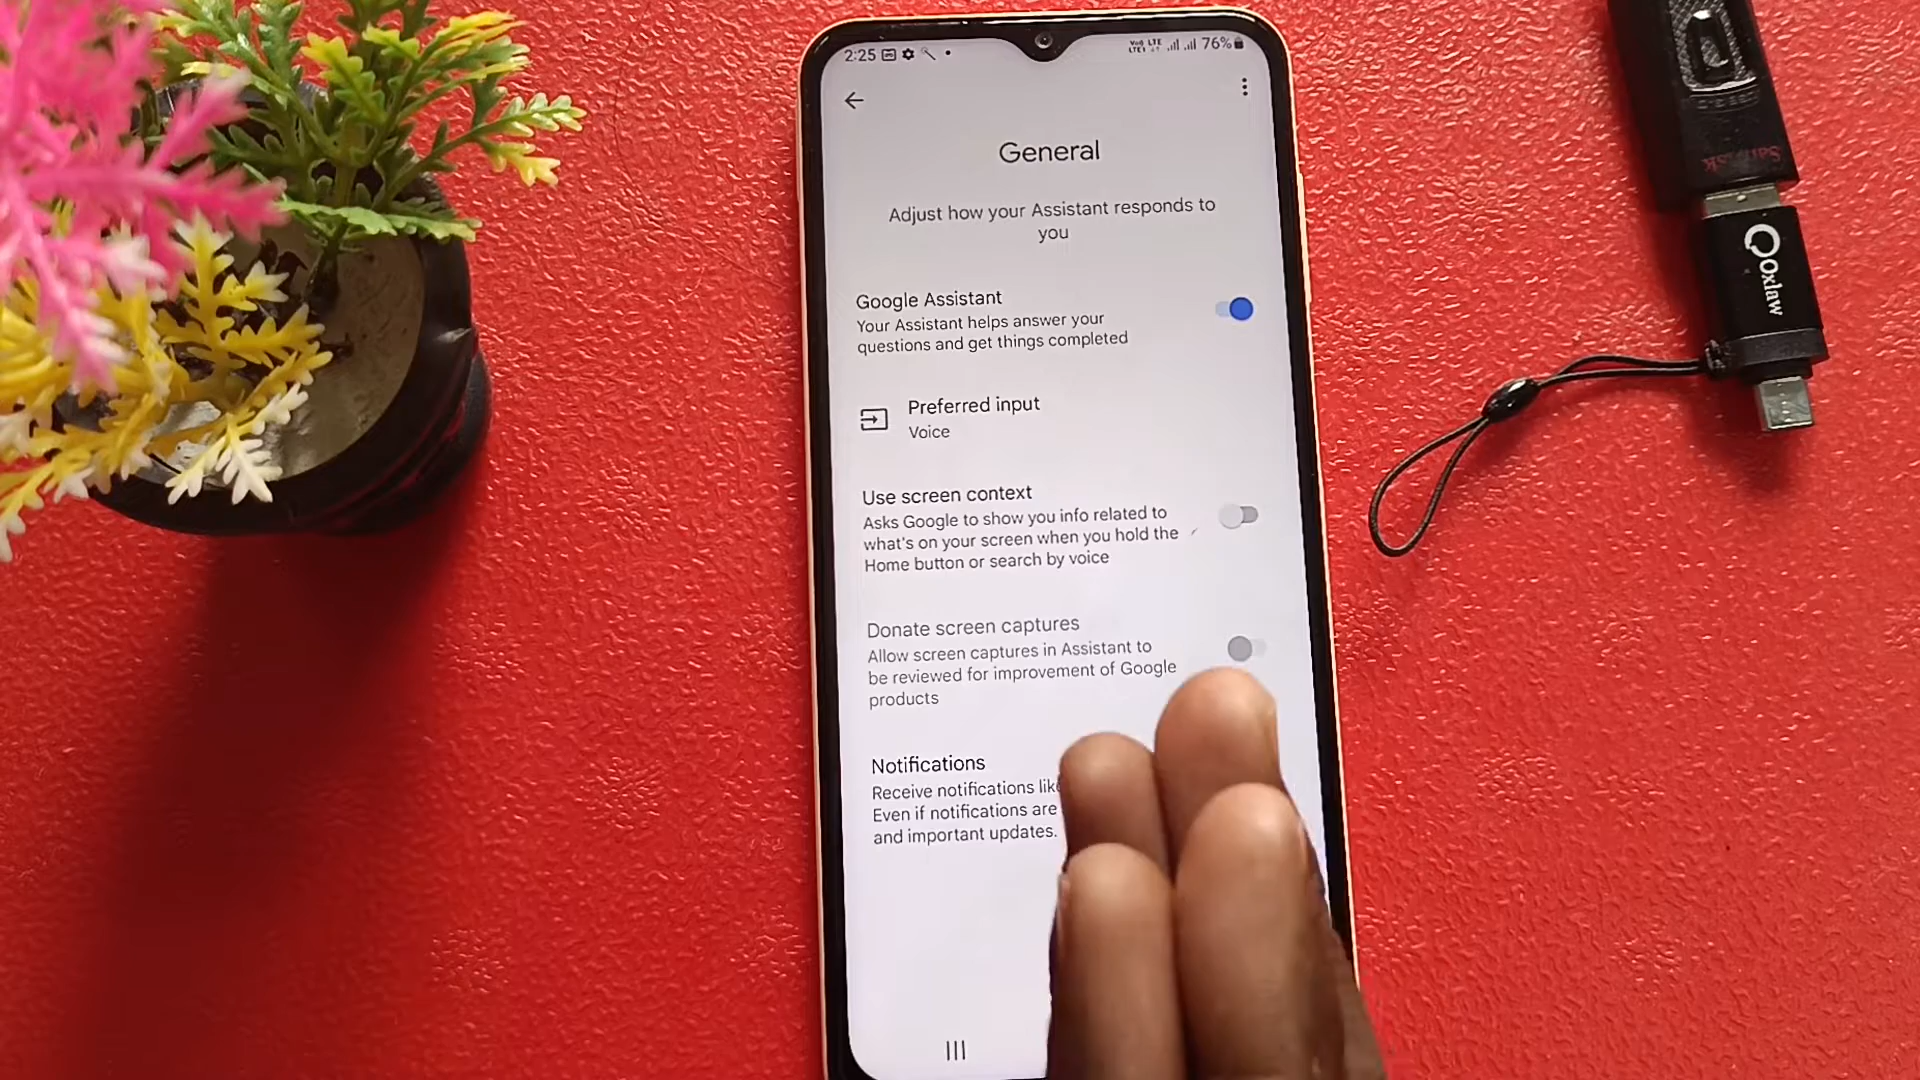 2:25
76%
General
Adjust how your Assistant responds to
you
Google Assistant
Your Assistant helps answer your
questions and get things completed
Preferred input
Voice
Use screen context
Asks Google to show you info related to
what's on your screen when you hold the
Home button or search by voice
Donate screen captures
Allow screen captures in Assistant to
be reviewed for improvement of Google
products
Notifications
Receive notifications
Even if notifications are
and important updates.
SanDisk
Oxlaw